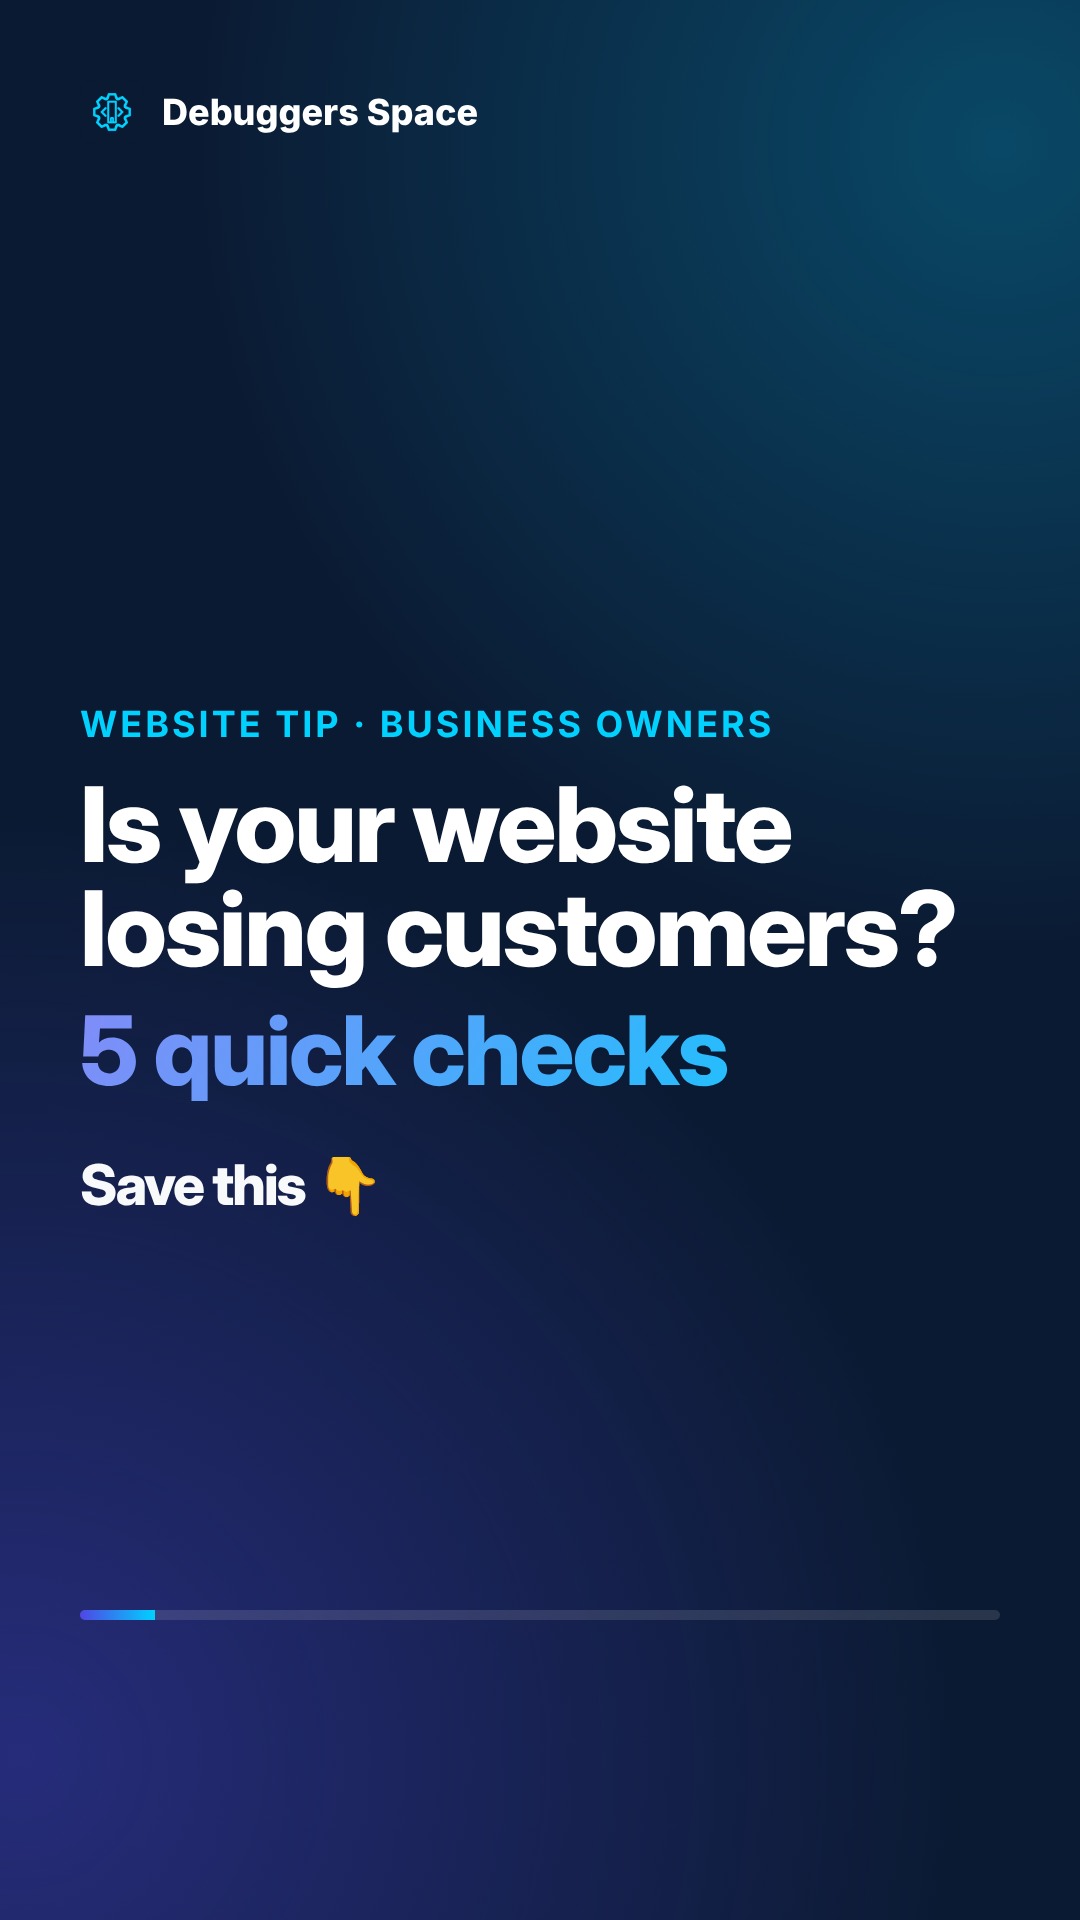 Debuggers Space
WEBSITE TIP · BUSINESS OWNERS
Is your website
losing customers?
5 quick checks
Save this 👇